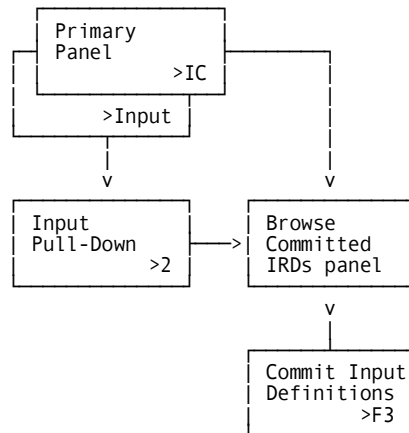 Primary
Panel
>IC
>Input
v
v
Input
Pull-Down
>2
>
Browse
Committed
IRDs panel
v
Commit Input
Definitions
>F3